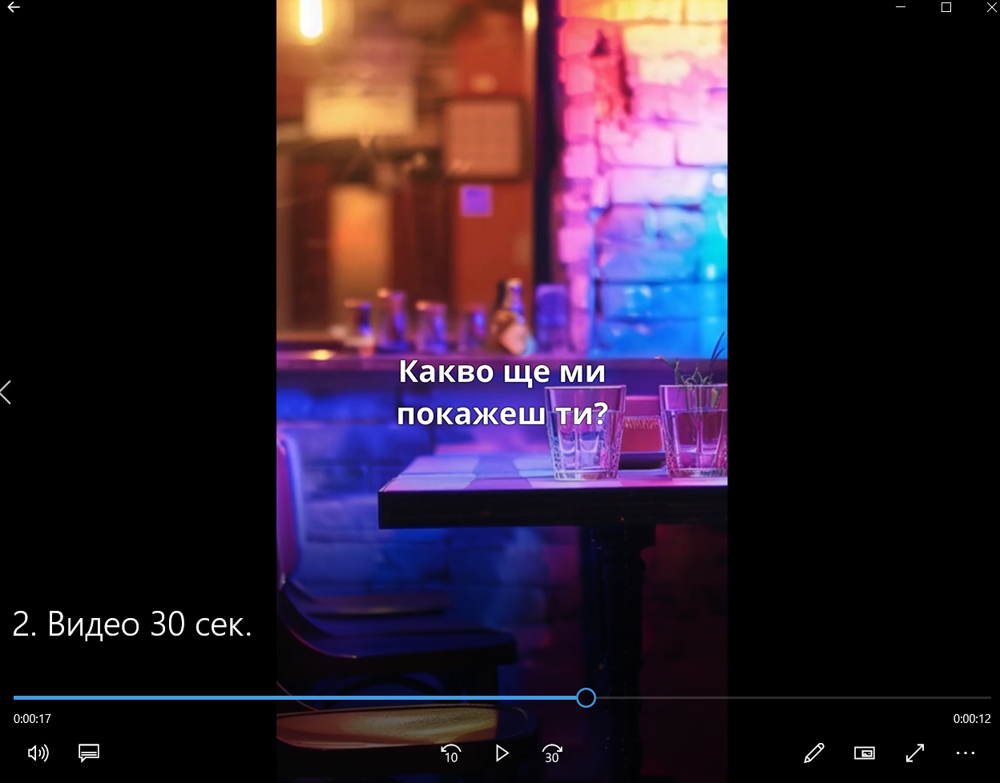 Какво ще ми
покажеш ти?
2. Видео 30 сек.
0:00:17
0:00:12
10
30